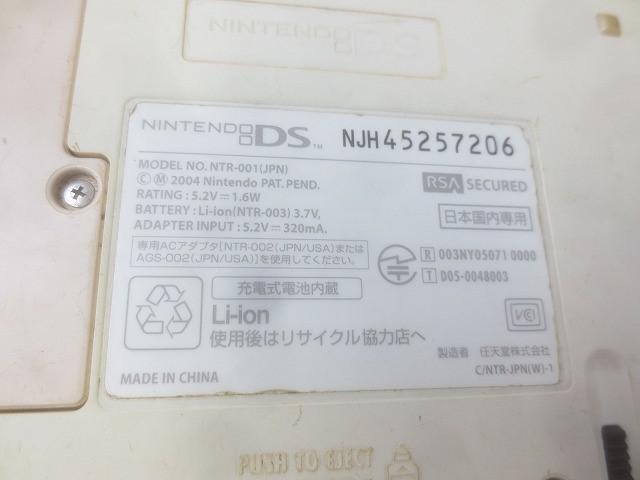 NINTENDO DS
NINTENDO DS™ NJH45257206
MODEL NO. NTR-001(JPN)
Ⓒ Ⓜ 2004 Nintendo PAT. PEND.
RATING : 5.2V⎓1.6W
BATTERY : Li-ion(NTR-003) 3.7V,
ADAPTER INPUT : 5.2V⎓320mA.
RSA SECURED
日本国内専用
専用ACアダプタ[NTR-002(JPN/USA)または
AGS-002(JPN/USA)]を使用してください。
R 003NY05071 0000
T D05-0048003
充電式電池内蔵
Li-ion
使用後はリサイクル協力店へ
VCI
製造者 任天堂株式会社
MADE IN CHINA
C/NTR-JPN(W)-1
PUSH TO EJECT